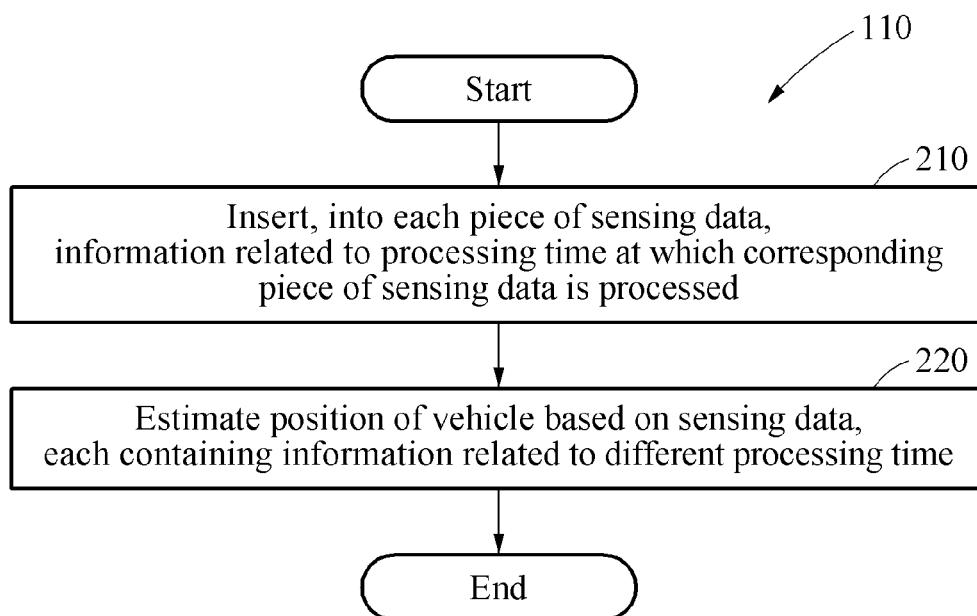 110
Start
210
Insert, into each piece of sensing data,
information related to processing time at which corresponding
piece of sensing data is processed
220
Estimate position of vehicle based on sensing data,
each containing information related to different processing time
End